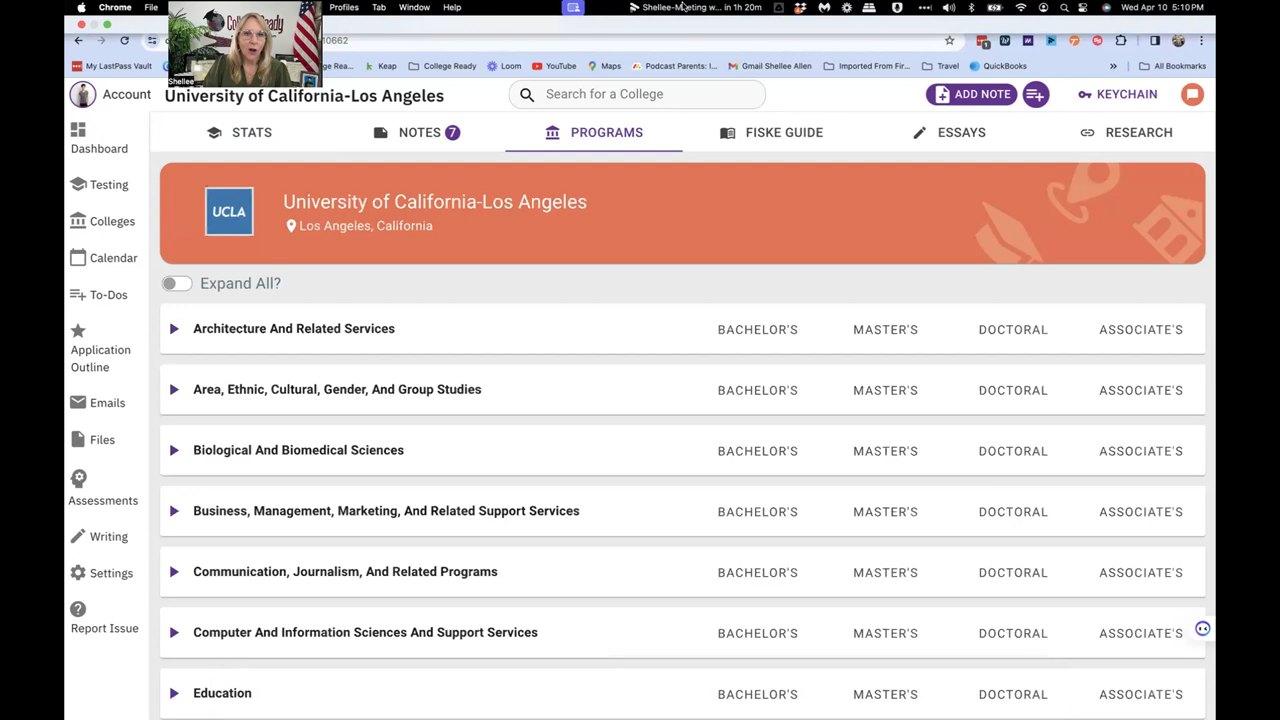 Chrome File Profiles Tab Window Help Shellee-Meeting w... in 1h 20m Wed Apr 10 5:10 PM
10662
My LastPass Vault Rea... Keap College Ready Loom YouTube Maps Podcast Parents: I... Gmail Shellee Allen Imported From Fir... Travel QuickBooks » All Bookmarks
College Ready
Shellee
Account University of California-Los Angeles Search for a College ADD NOTE KEYCHAIN
STATS NOTES 7 PROGRAMS FISKE GUIDE ESSAYS RESEARCH
Dashboard
Testing
Colleges
Calendar
To-Dos
Application
Outline
Emails
Files
Assessments
Writing
Settings
Report Issue
UCLA
University of California-Los Angeles
Los Angeles, California
Expand All?
Architecture And Related Services BACHELOR'S MASTER'S DOCTORAL ASSOCIATE'S
Area, Ethnic, Cultural, Gender, And Group Studies BACHELOR'S MASTER'S DOCTORAL ASSOCIATE'S
Biological And Biomedical Sciences BACHELOR'S MASTER'S DOCTORAL ASSOCIATE'S
Business, Management, Marketing, And Related Support Services BACHELOR'S MASTER'S DOCTORAL ASSOCIATE'S
Communication, Journalism, And Related Programs BACHELOR'S MASTER'S DOCTORAL ASSOCIATE'S
Computer And Information Sciences And Support Services BACHELOR'S MASTER'S DOCTORAL ASSOCIATE'S
Education BACHELOR'S MASTER'S DOCTORAL ASSOCIATE'S